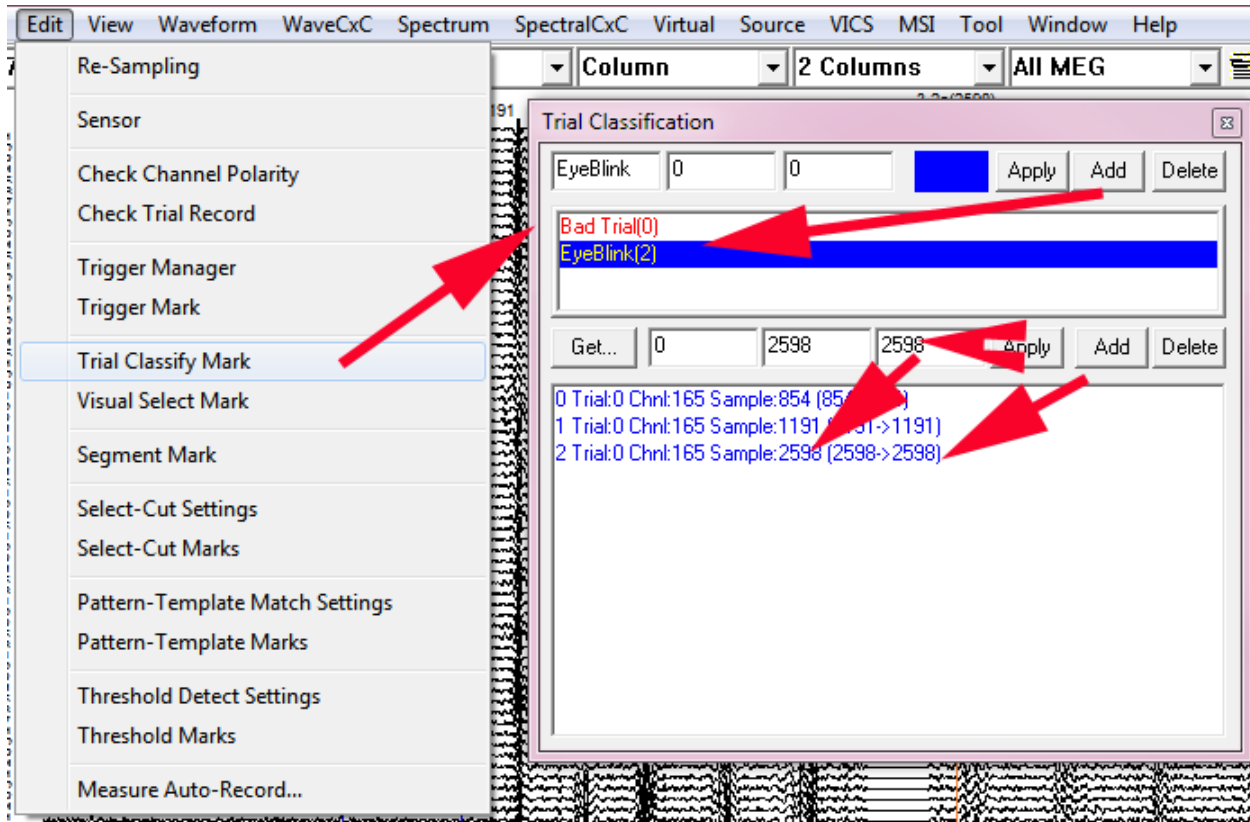 Edit View Waveform WaveCxC Spectrum SpectralCxC Virtual Source VICS MSI Tool Window Help
Column 2 Columns All MEG
191
Re-Sampling
Sensor
Check Channel Polarity
Check Trial Record
Trigger Manager
Trigger Mark
Trial Classify Mark
Visual Select Mark
Segment Mark
Select-Cut Settings
Select-Cut Marks
Pattern-Template Match Settings
Pattern-Template Marks
Threshold Detect Settings
Threshold Marks
Measure Auto-Record...
Trial Classification
EyeBlink 0 0 Apply Add Delete
Bad Trial(0)
EyeBlink(2)
Get... 0 2598 2598 Apply Add Delete
0 Trial:0 Chnl:165 Sample:854
1 Trial:0 Chnl:165 Sample:1191
2 Trial:0 Chnl:165 Sample:2598 (2598->2598)